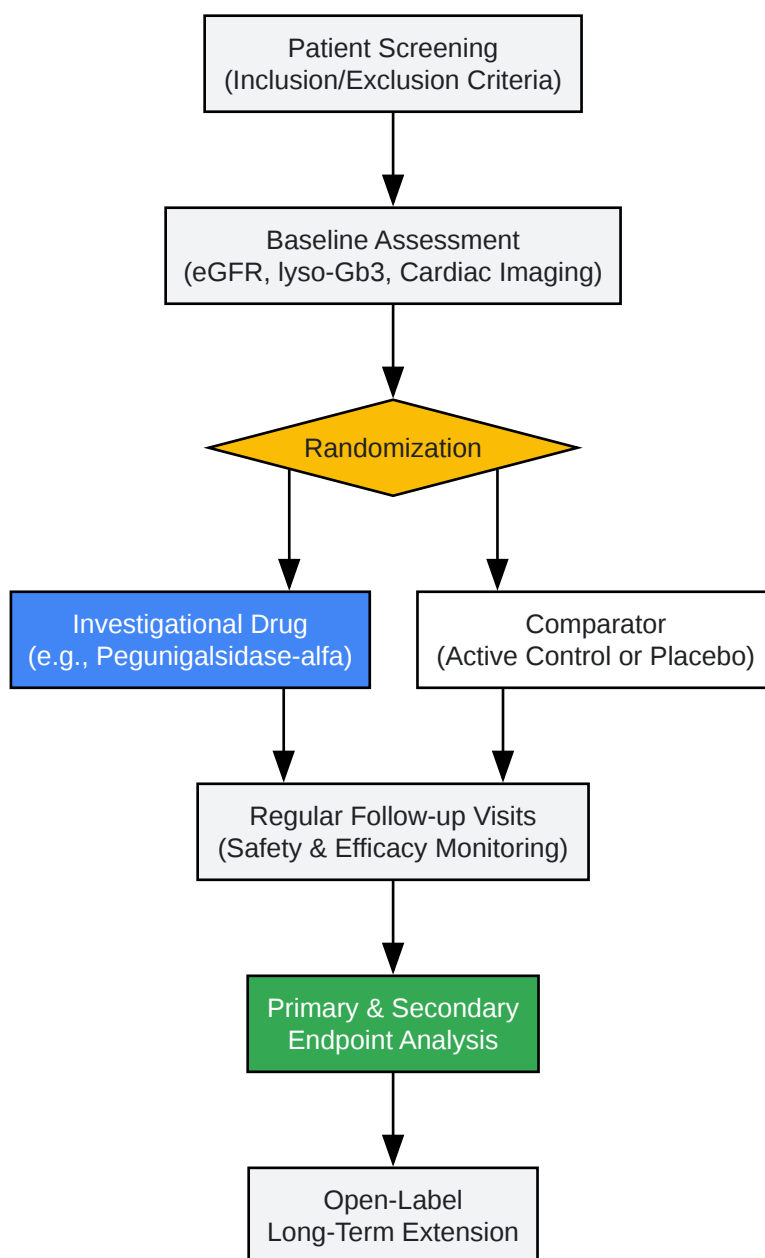 Patient Screening
(Inclusion/Exclusion Criteria)
Baseline Assessment
(eGFR, lyso-Gb3, Cardiac Imaging)
Randomization
Investigational Drug
(e.g., Pegunigalsidase-alfa)
Comparator
(Active Control or Placebo)
Regular Follow-up Visits
(Safety & Efficacy Monitoring)
Primary & Secondary
Endpoint Analysis
Open-Label
Long-Term Extension